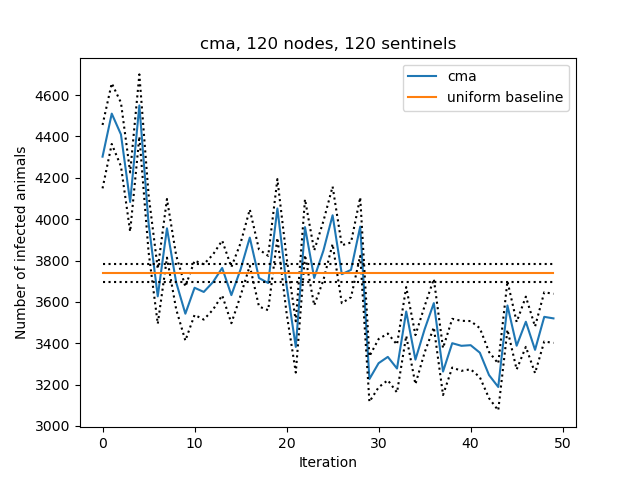 cma, 120 nodes, 120 sentinels
cma
uniform baseline
Number of infected animals
4600
4400
4200
4000
3800
3600
3400
3200
3000
0 10 20 30 40 50
Iteration